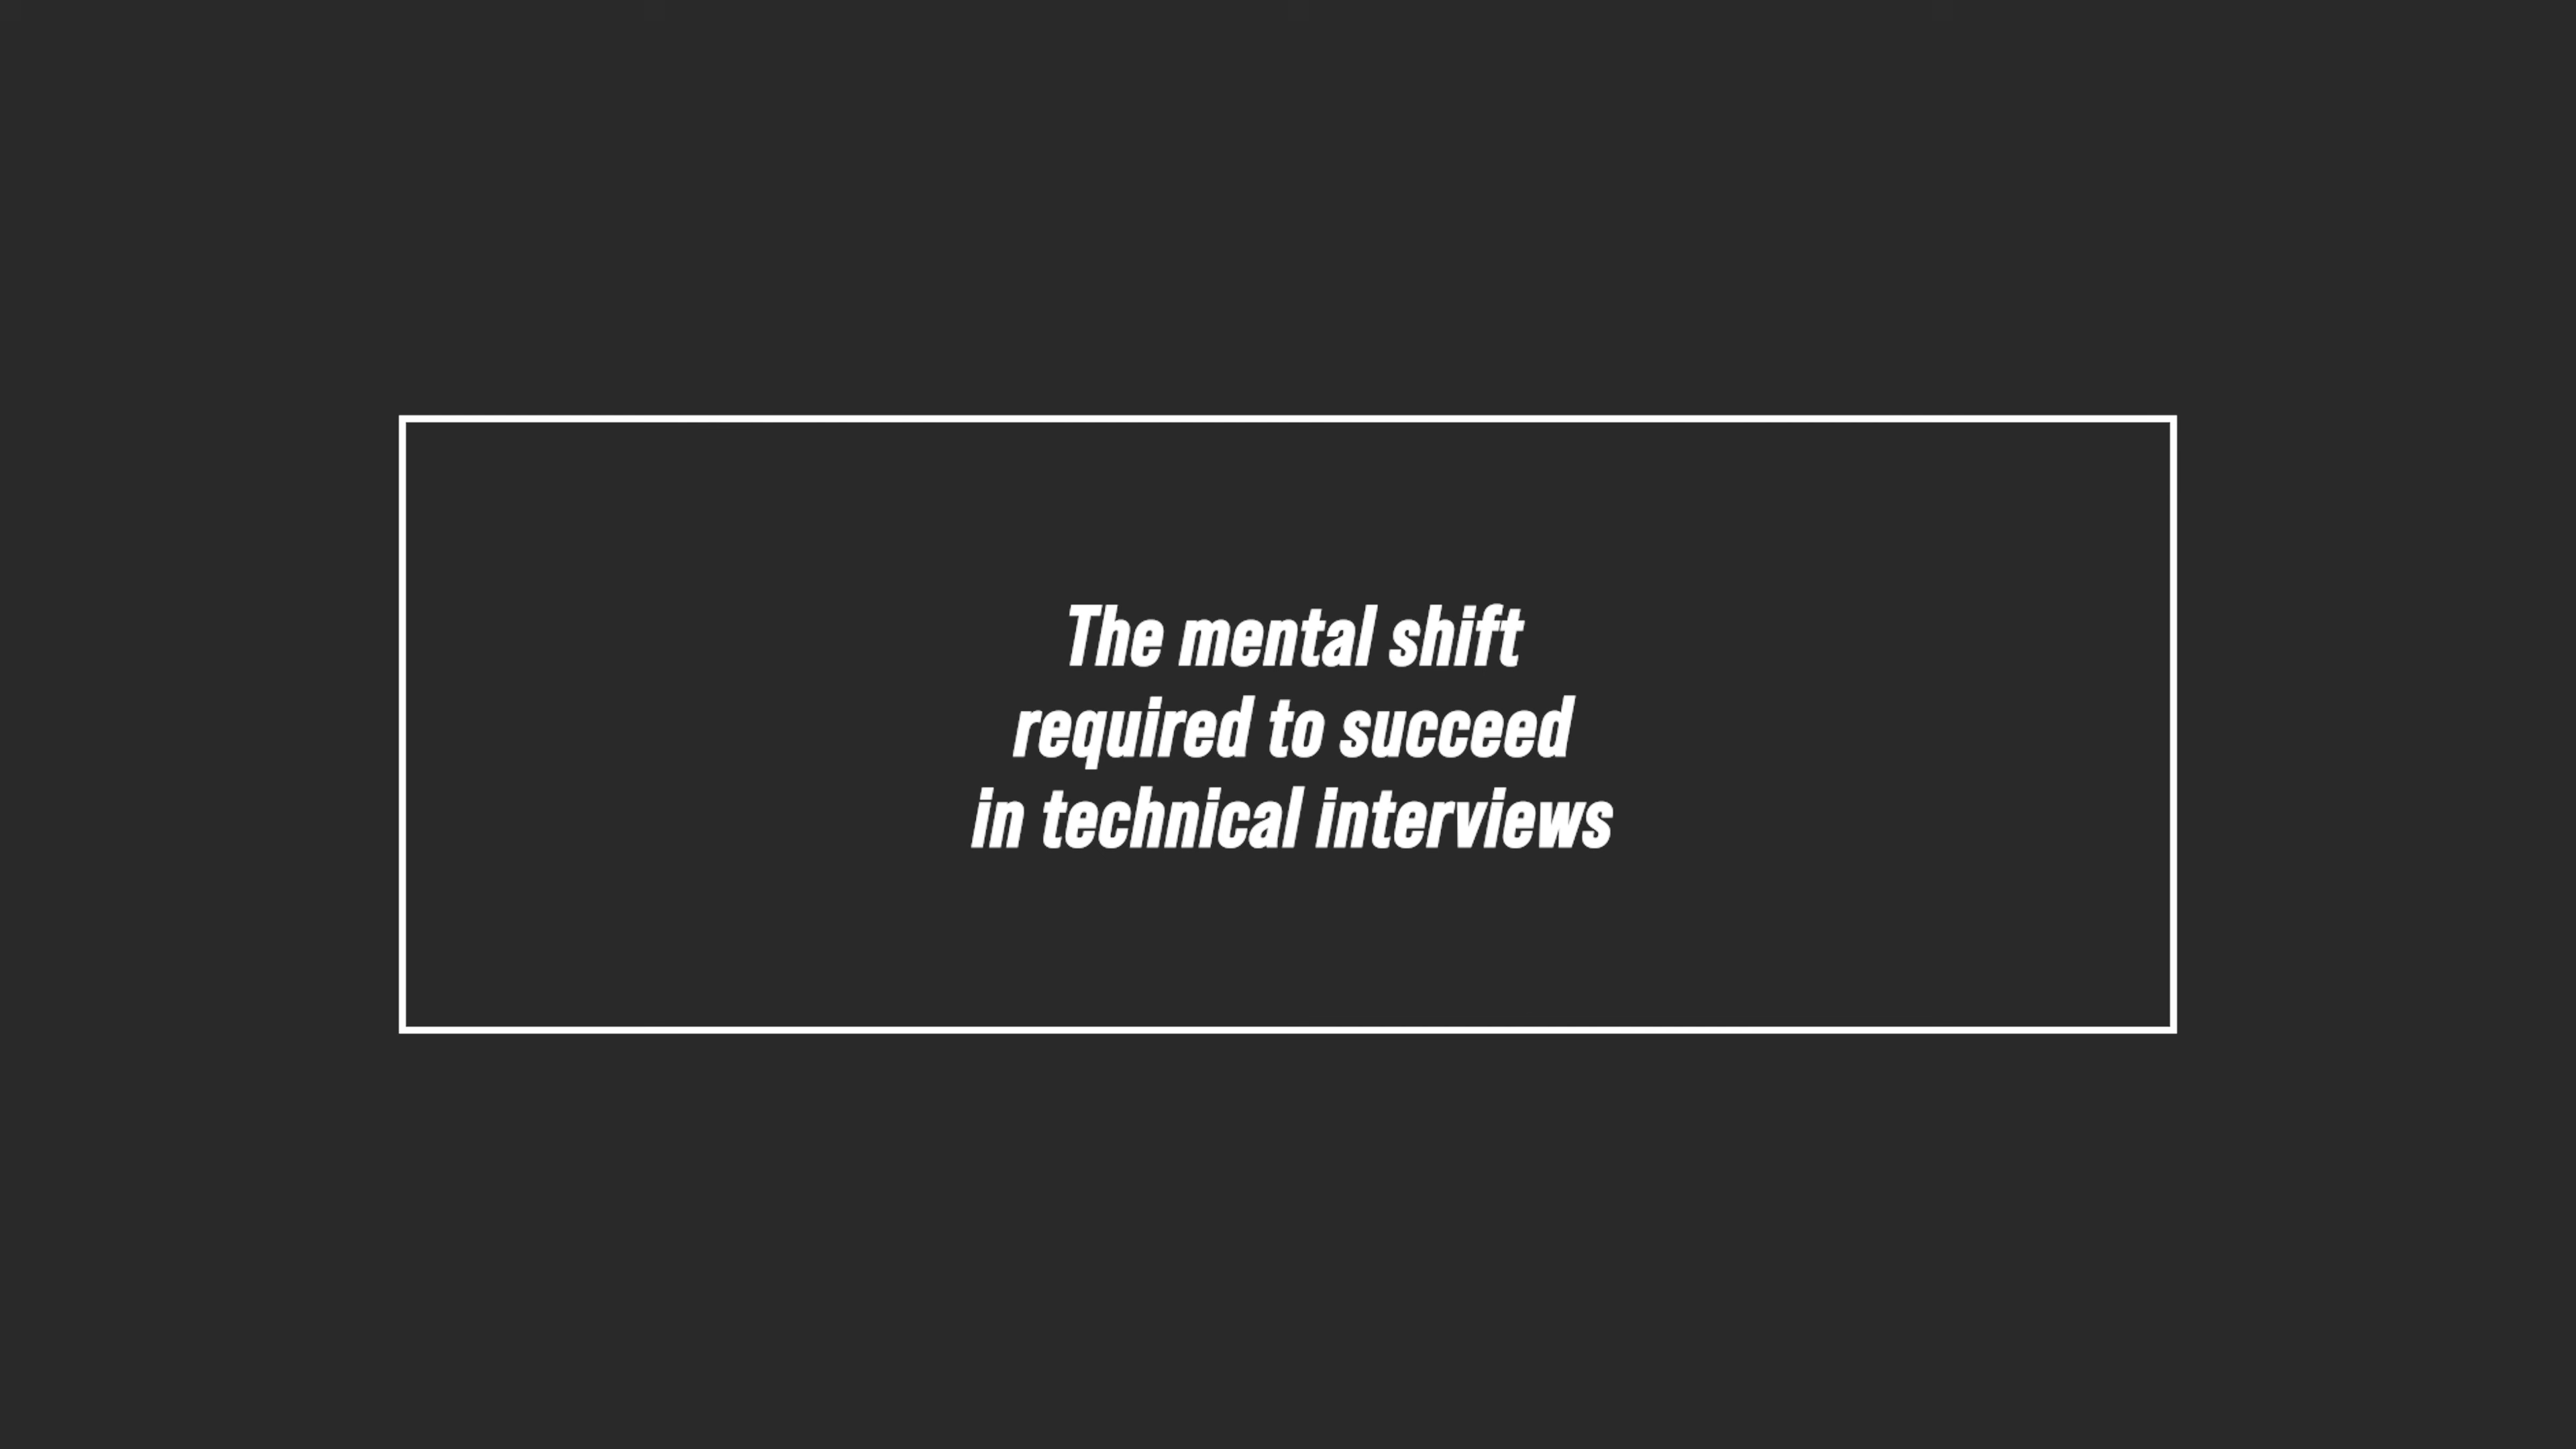 The mental shift
required to succeed
in technical interviews